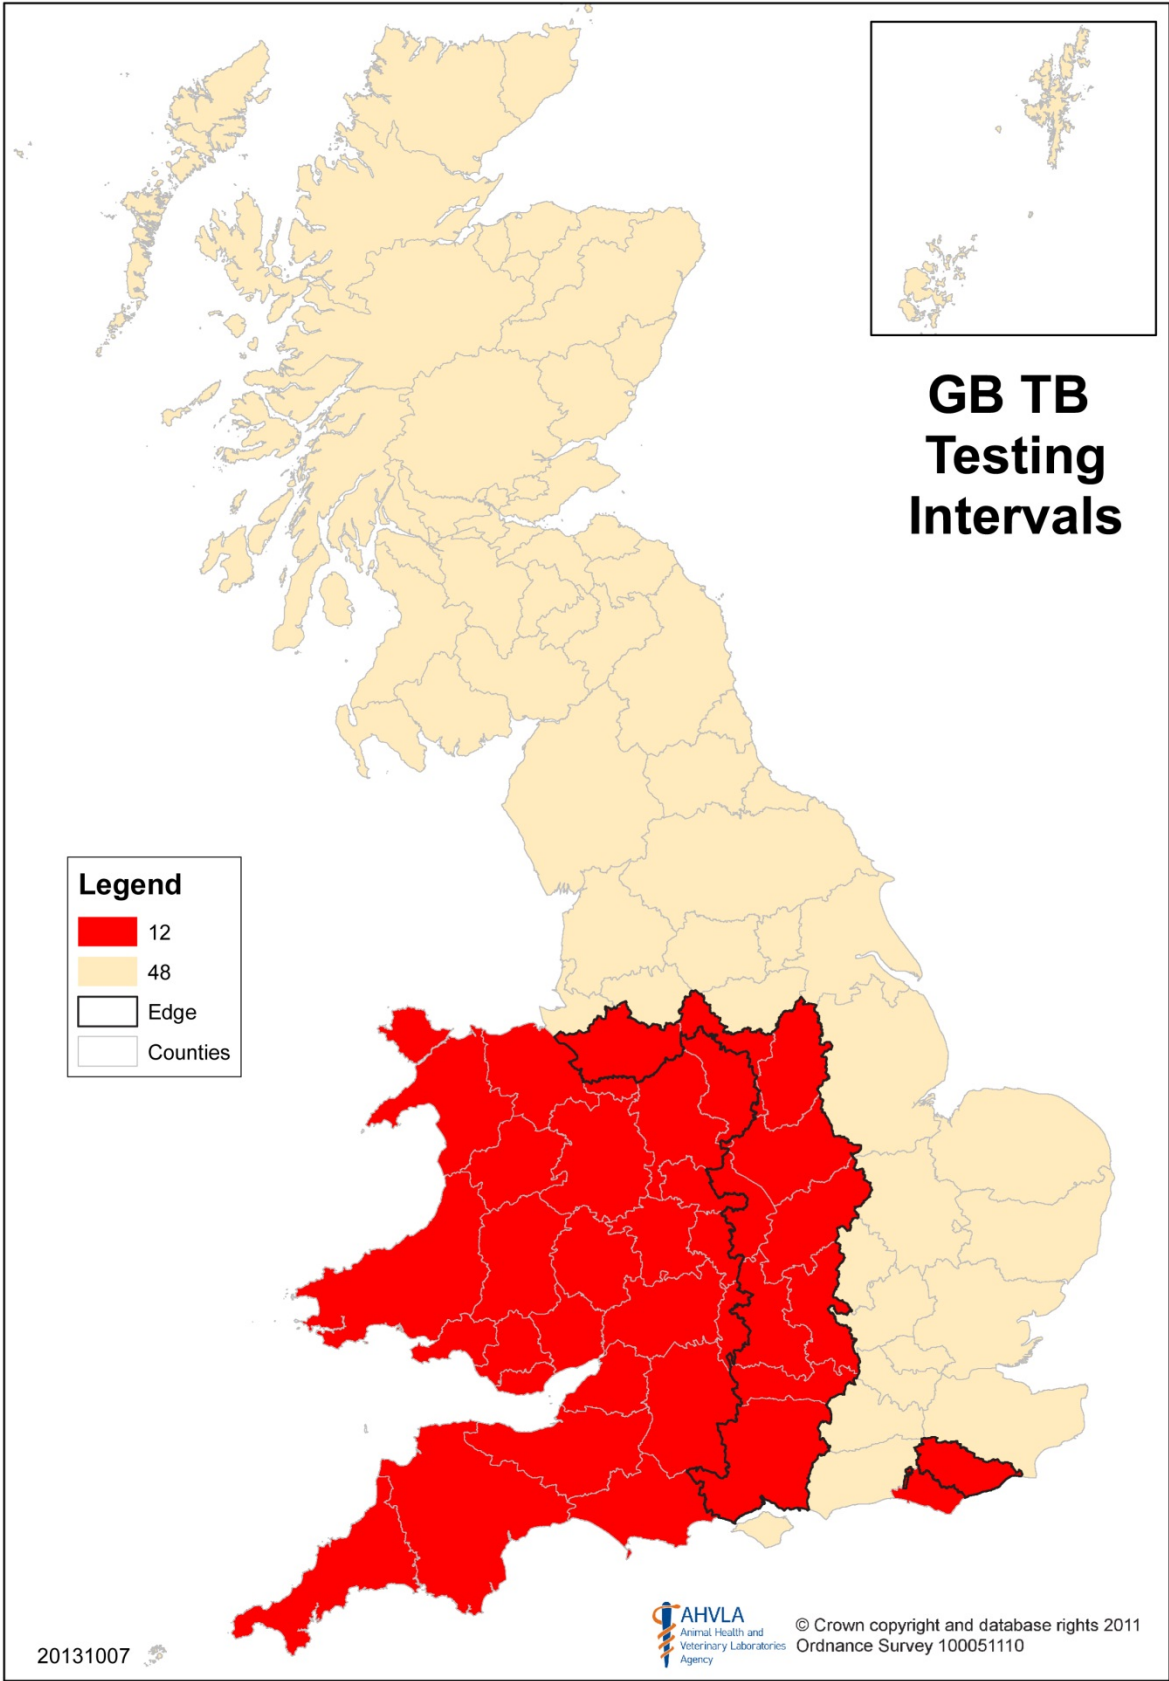 GB TB
Testing
Intervals
Legend
12
48
Edge
Counties
20131007
AHVLA
Animal Health and
Veterinary Laboratories
Agency
© Crown copyright and database rights 2011
Ordnance Survey 100051110